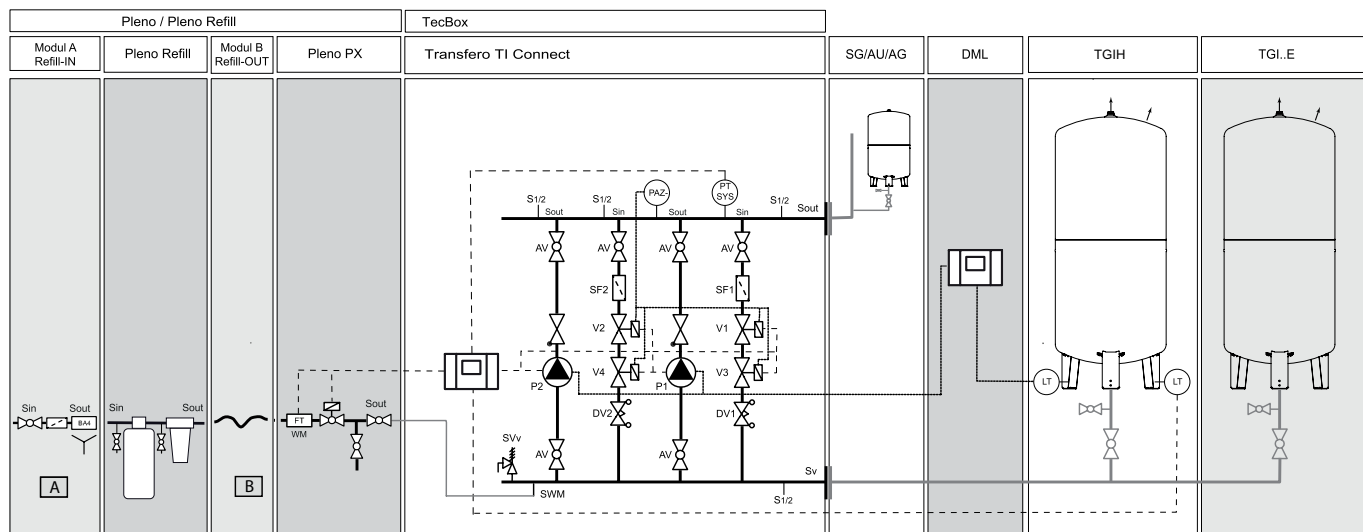 Pleno / Pleno Refill
TecBox
Modul A
Refill-IN
Pleno Refill
Modul B
Refill-OUT
Pleno PX
Transfero TI Connect
SG/AU/AG
DML
TGIH
TGI..E
PAZ-
PT
SYS
S1/2
S1/2
S1/2
Sout
Sin
Sout
Sin
Sout
AV
AV
AV
AV
SF2
SF1
V2
V1
V4
V3
P2
P1
LT
LT
Sin
Sout
Sin
Sout
Sout
BA4
FT
WM
DV2
DV1
SVv
AV
AV
Sv
A
B
SWM
S1/2